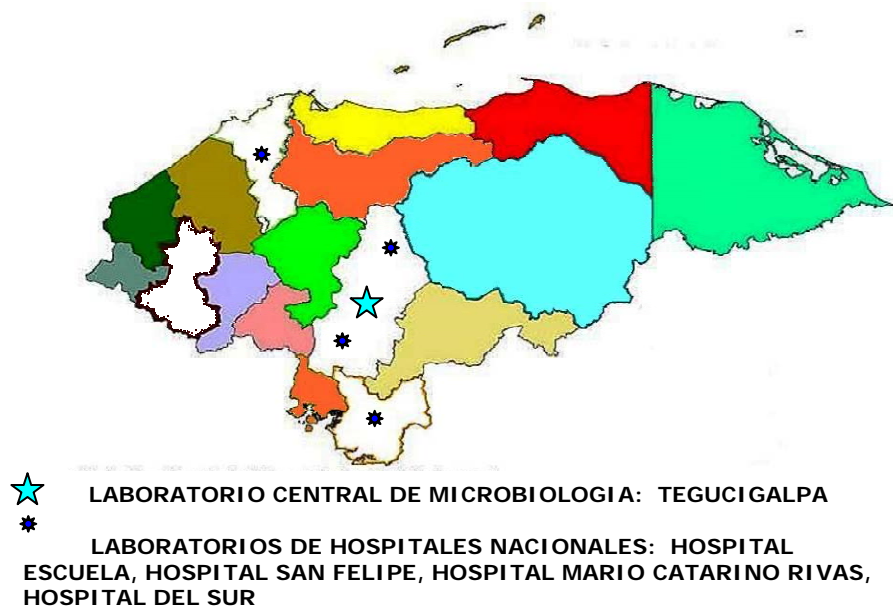 LABORATORIO CENTRAL DE MICROBIOLOGIA: TEGUCIGALPA
LABORATORIOS DE HOSPITALES NACIONALES: HOSPITAL
ESCUELA, HOSPITAL SAN FELIPE, HOSPITAL MARIO CATARINO RIVAS,
HOSPITAL DEL SUR